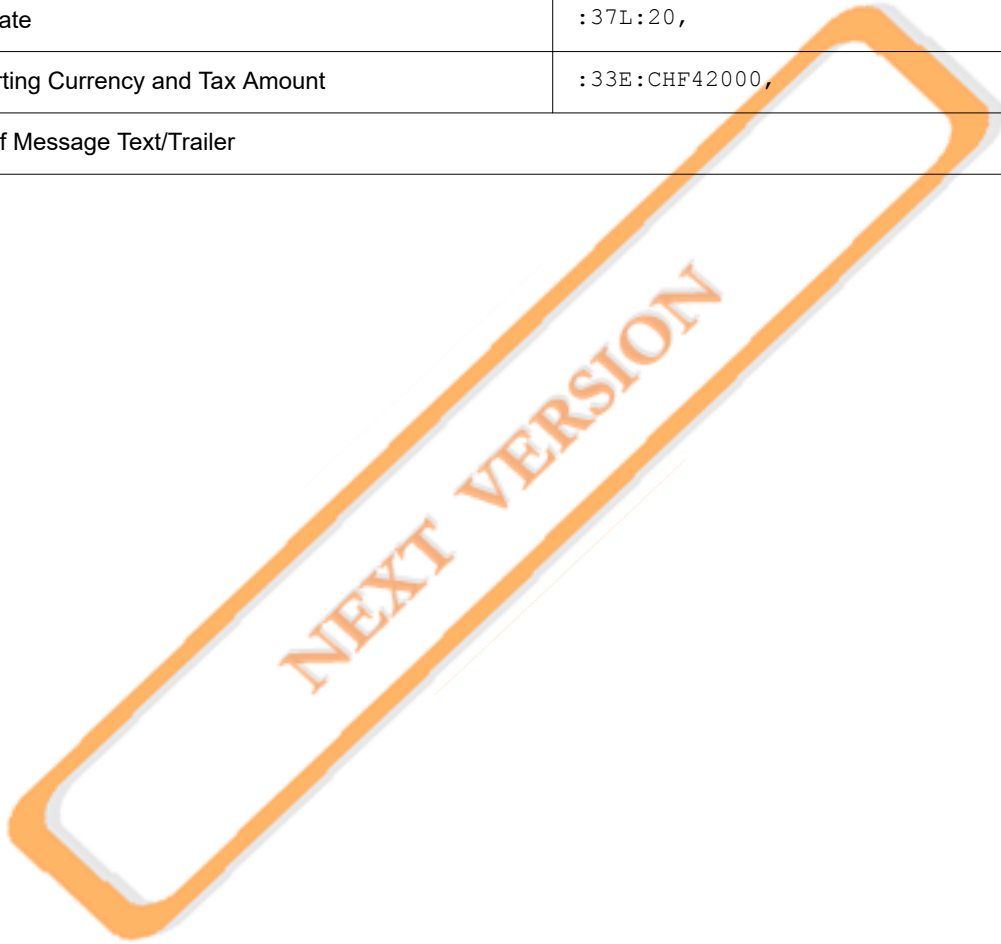 ate :37L:20,
rting Currency and Tax Amount :33E:CHF42000,
f Message Text/Trailer
NEXT VERSION